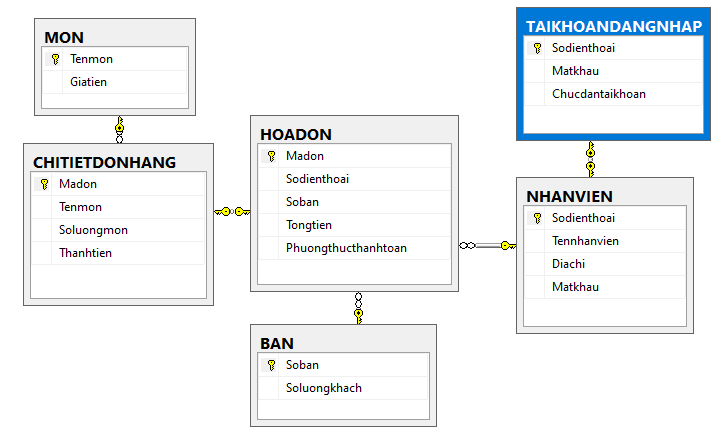 MON
Tenmon
Giatien
CHITIETDONHANG
Madon
Tenmon
Soluongmon
Thanhtien
HOADON
Madon
Sodienthoai
Soban
Tongtien
Phuongthucthanhtoan
BAN
Soban
Soluongkhach
TAIKHOANDANGNHAP
Sodienthoai
Matkhau
Chucdantaikhoan
NHANVIEN
Sodienthoai
Tennhanvien
Diachi
Matkhau